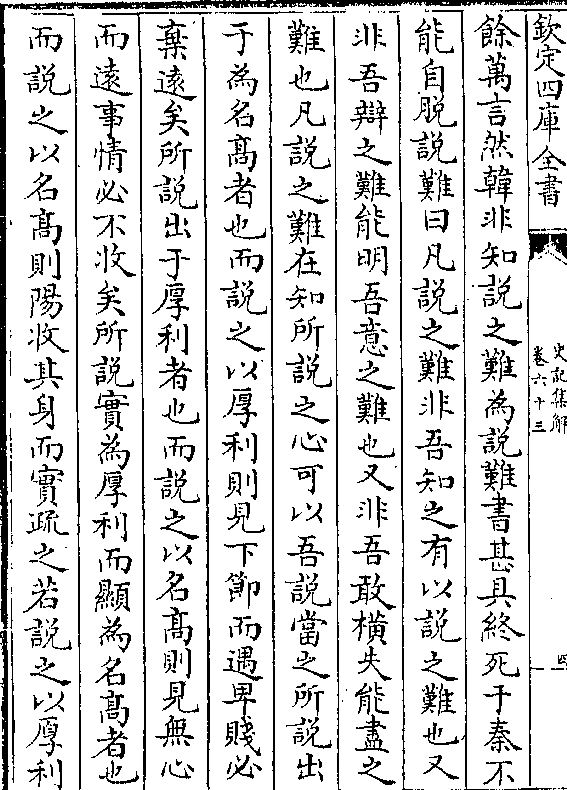 欽定四庫全書
史記集解
卷六十三
四
餘萬言然韓非知說之難為說難書甚具終死于秦不
能自脫說難曰凡說之難非吾知之有以說之難也又
非吾辯之難能明吾意之難也又非吾敢橫失能盡之
難也凡說之難在知所說之心可以吾說當之所說出
于為名髙者也而說之以厚利則見下節而遇卑賤必
棄遠矣所說出于厚利者也而說之以名髙則見無心
而遠事情必不收矣所說實為厚利而顯為名髙者也
而說之以名髙則陽收其身而實疏之若說之以厚利